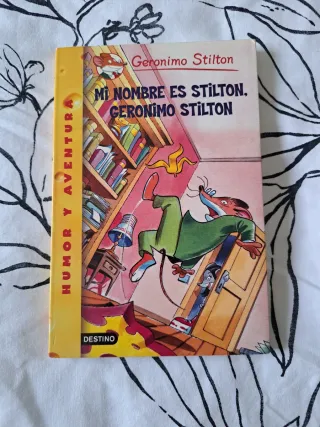 Geronimo Stilton
MI NOMBRE ES STILTON,
GERONIMO STILTON
HUMOR Y AVENTURA
DESTINO